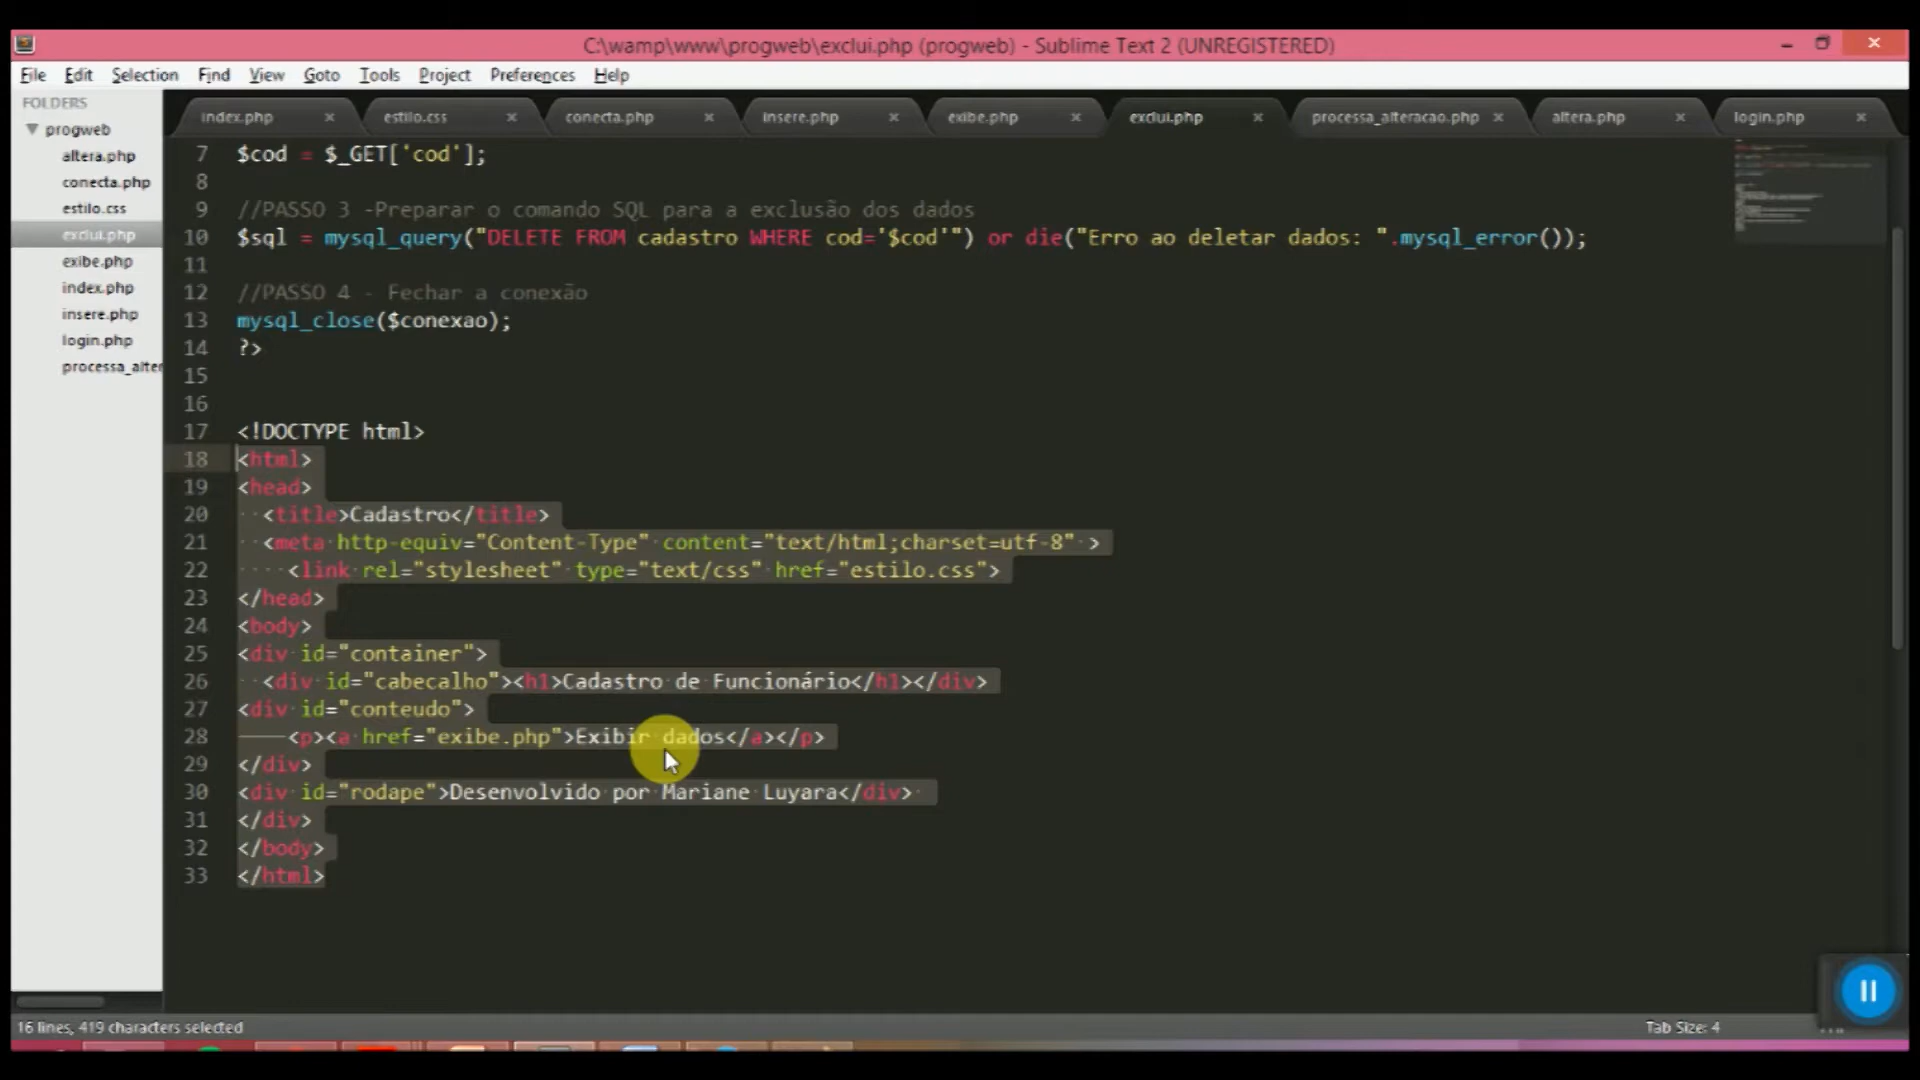 C:\wamp\www\progweb\exclui.php (progweb) - Sublime Text 2 (UNREGISTERED)
File Edit Selection Find View Goto Tools Project Preferences Help
FOLDERS
progweb
altera.php
conecta.php
estilo.css
exclui.php
exibe.php
index.php
insere.php
login.php
processa_alter
index.php × estilo.css × conecta.php × insere.php × exibe.php × exclui.php × processa_alteracao.php × altera.php × login.php ×
7 $cod = $_GET['cod'];
8
9 //PASSO 3 -Preparar o comando SQL para a exclusão dos dados
10 $sql = mysql_query("DELETE FROM cadastro WHERE cod='$cod'") or die("Erro ao deletar dados: ".mysql_error());
11
12 //PASSO 4 - Fechar a conexão
13 mysql_close($conexao);
14 ?>
15
16
17 <!DOCTYPE html>
18 <html>
19 <head>
20 <title>Cadastro</title>
21 <meta http-equiv="Content-Type" content="text/html;charset=utf-8" >
22 <link rel="stylesheet" type="text/css" href="estilo.css">
23 </head>
24 <body>
25 <div id="container">
26 <div id="cabecalho"><h1>Cadastro de Funcionário</h1></div>
27 <div id="conteudo">
28 <p><a href="exibe.php">Exibir dados</a></p>
29 </div>
30 <div id="rodape">Desenvolvido por Mariane Luyara</div>
31 </div>
32 </body>
33 </html>
16 lines, 419 characters selected
Tab Size: 4